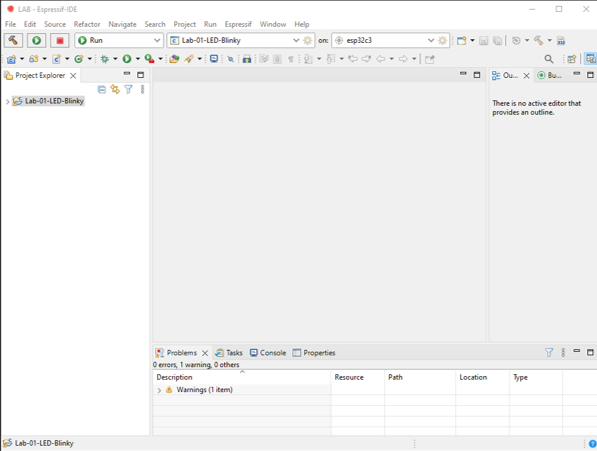 LAB - Espressif-IDE
File Edit Source Refactor Navigate Search Project Run Espressif Window Help
Run Lab-01-LED-Blinky on: esp32c3
Project Explorer Ou... Bu...
Lab-01-LED-Blinky
There is no active editor that
provides an outline.
Problems Tasks Console Properties
0 errors, 1 warning, 0 others
Description Resource Path Location Type
Warnings (1 item)
Lab-01-LED-Blinky